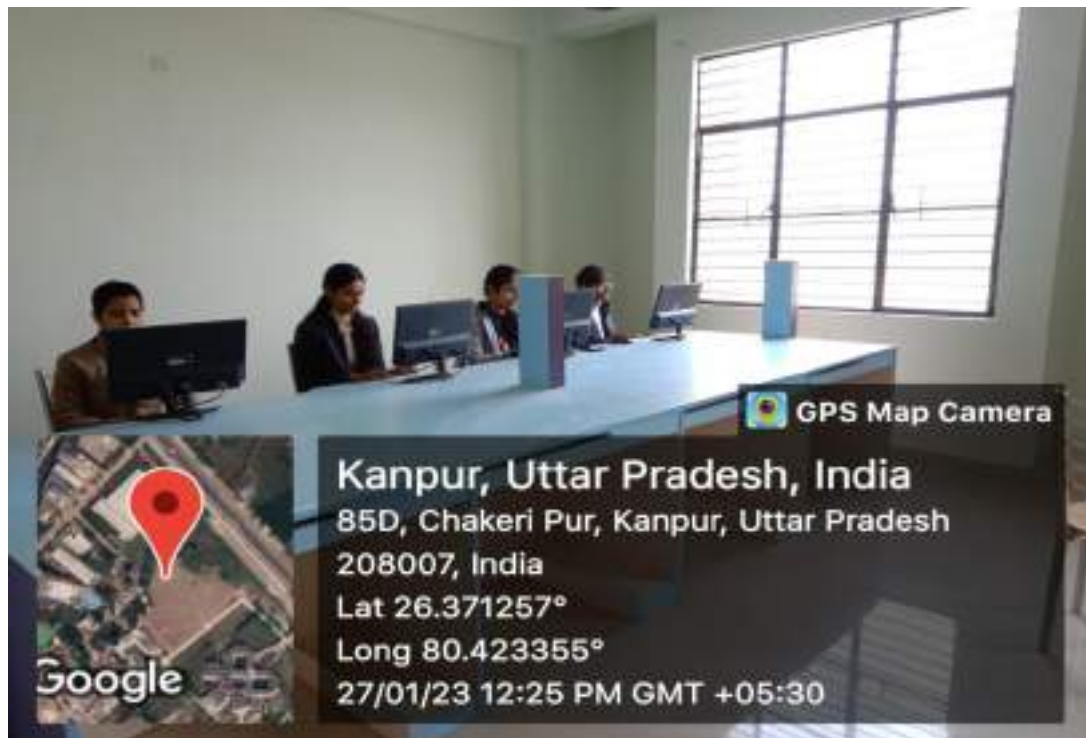 GPS Map Camera
Kanpur, Uttar Pradesh, India
85D, Chakeri Pur, Kanpur, Uttar Pradesh
208007, India
Lat 26.371257°
Long 80.423355°
27/01/23 12:25 PM GMT +05:30
Google